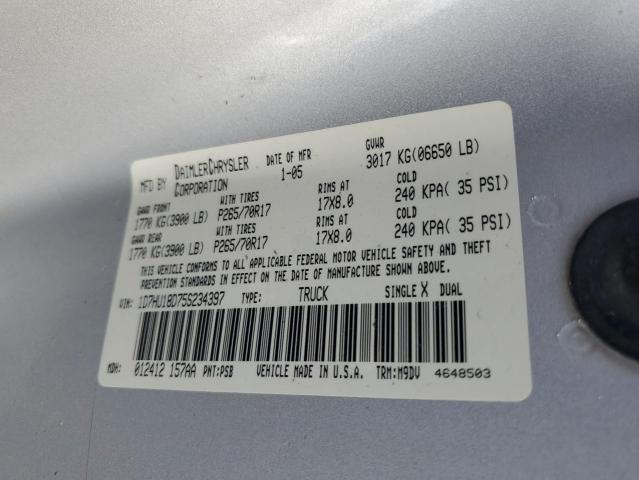 MFD BY DAIMLERCHRYSLER CORPORATION DATE OF MFR 1-05 GVWR 3017 KG(06650 LB)
GAWR FRONT WITH TIRES RIMS AT COLD
1770 KG(3900 LB) P265/70R17 17X8.0 240 KPA( 35 PSI)
GAWR REAR WITH TIRES RIMS AT COLD
1770 KG(3900 LB) P265/70R17 17X8.0 240 KPA( 35 PSI)
THIS VEHICLE CONFORMS TO ALL APPLICABLE FEDERAL MOTOR VEHICLE SAFETY AND THEFT
PREVENTION STANDARDS IN EFFECT ON THE DATE OF MANUFACTURE SHOWN ABOVE.
VIN: 1D7HU18D75S234397 TYPE: TRUCK SINGLE X DUAL
MDH: 012412 157AA PNT:PSB VEHICLE MADE IN U.S.A. TRM:M9DV 4648503